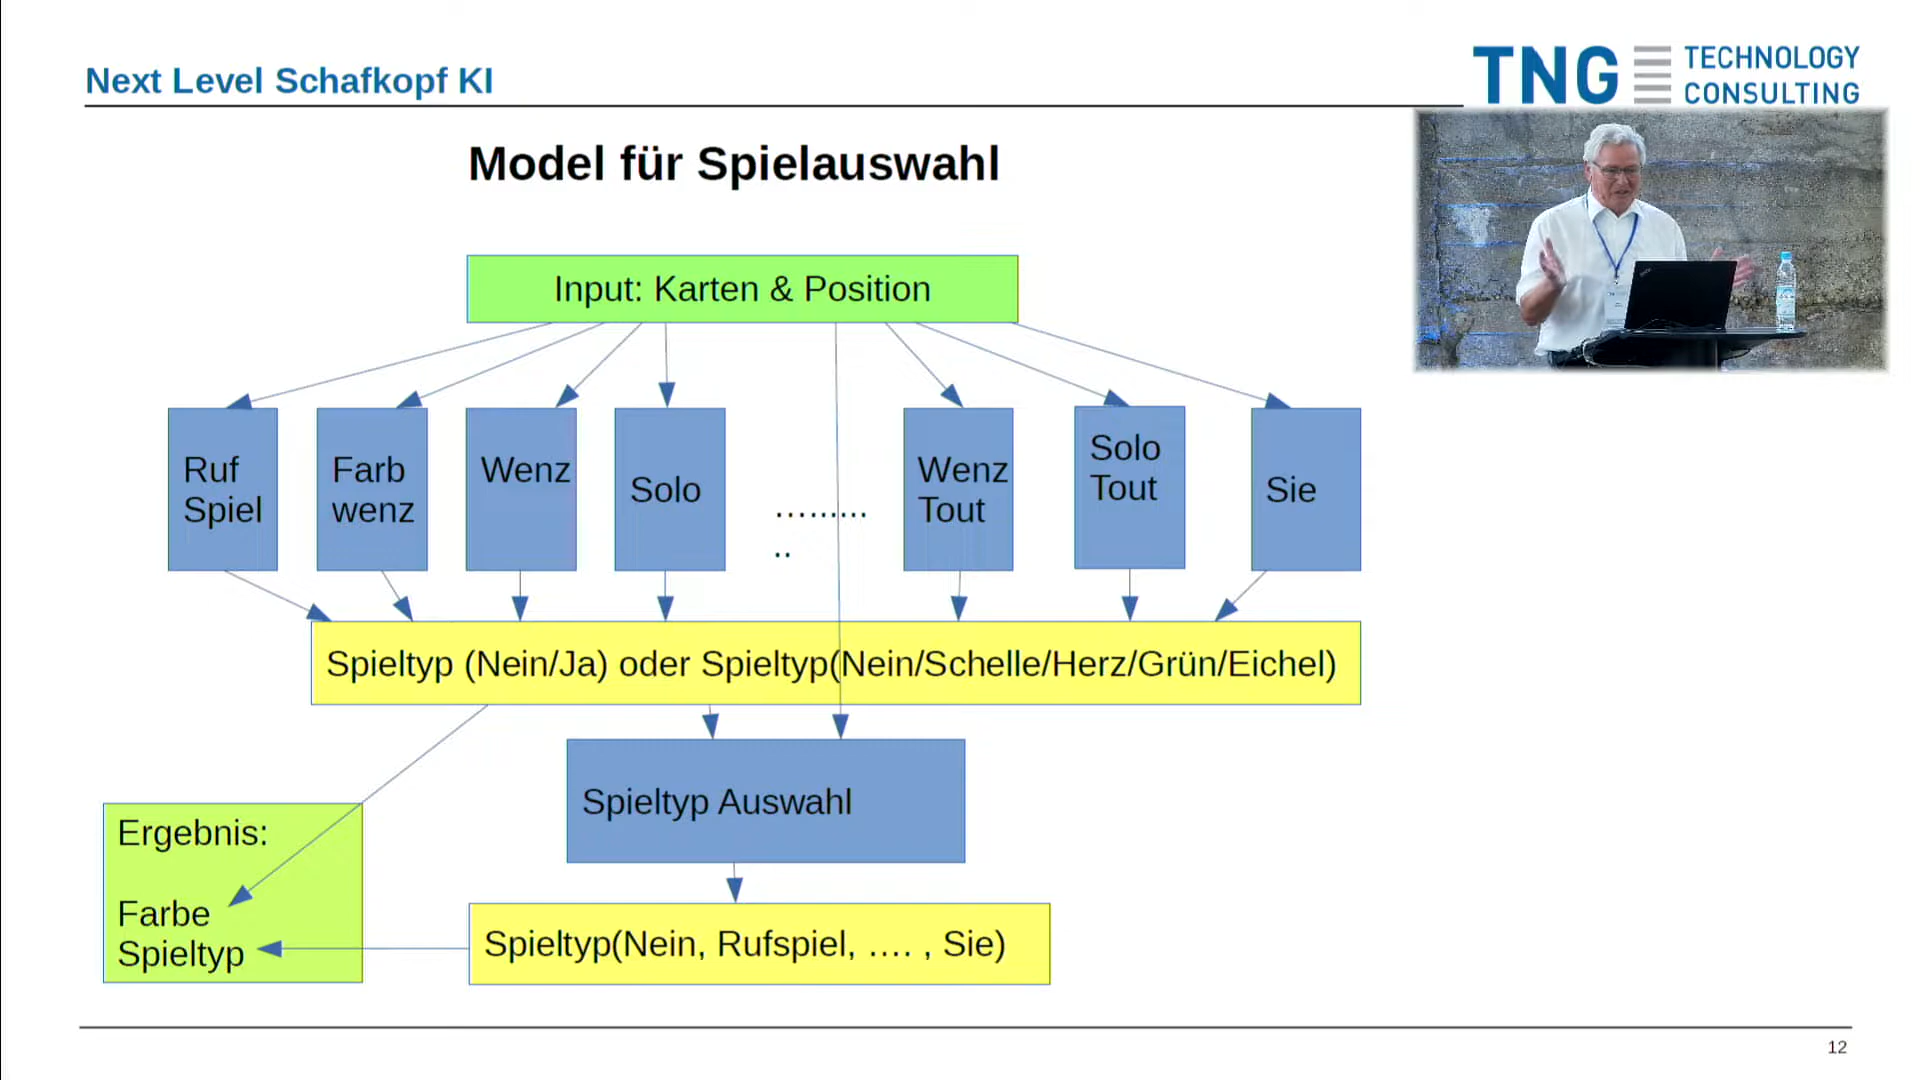 Next Level Schafkopf KI
TNG TECHNOLOGY
CONSULTING
Model für Spielauswahl
Input: Karten & Position
Ruf
Spiel
Farb
wenz
Wenz
Solo
.........
..
Wenz
Tout
Solo
Tout
Sie
Spieltyp (Nein/Ja) oder Spieltyp(Nein/Schelle/Herz/Grün/Eichel)
Spieltyp Auswahl
Ergebnis:
Farbe
Spieltyp
Spieltyp(Nein, Rufspiel, .... , Sie)
12